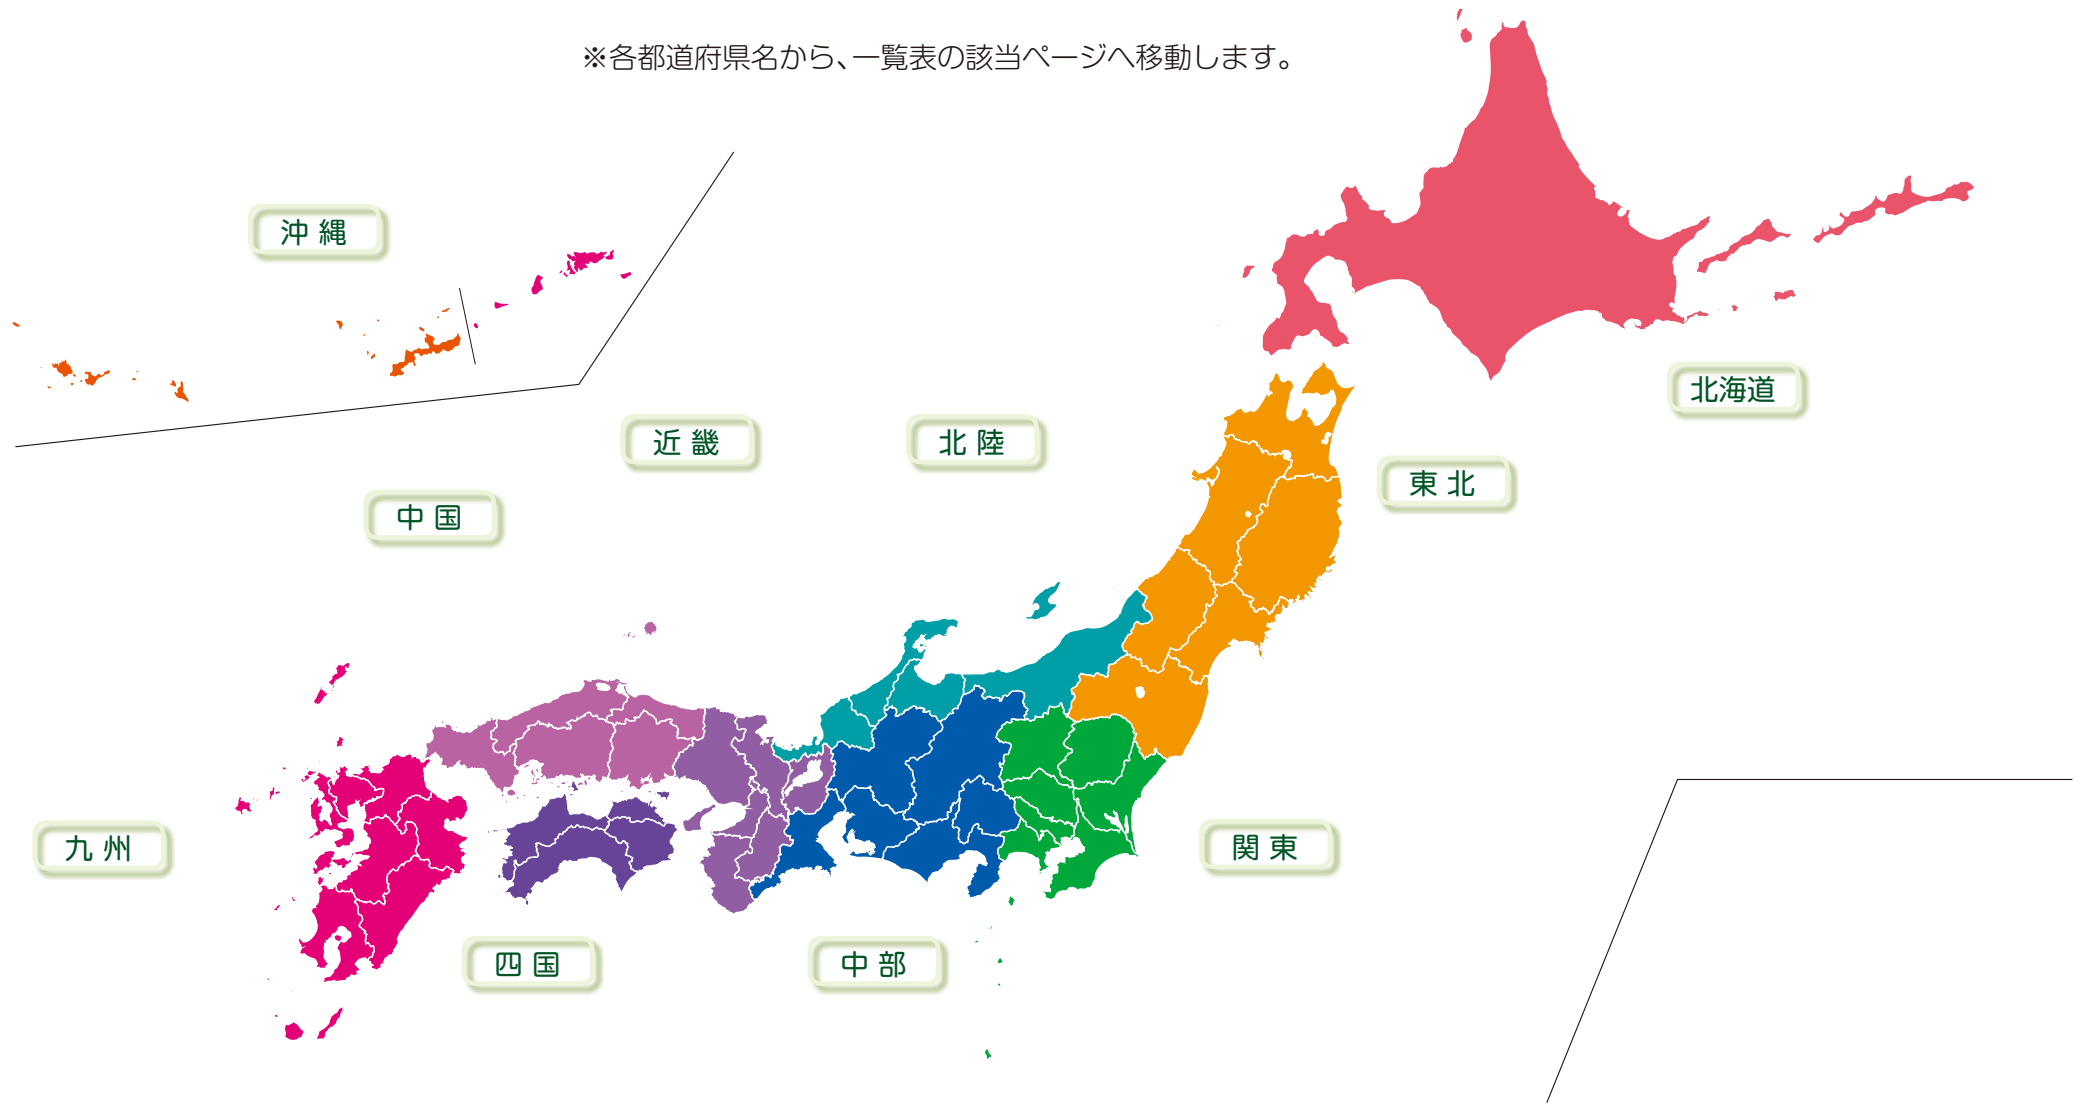 ※各都道府県名から、一覧表の該当ページへ移動します。
沖縄
北海道
近畿
北陸
東北
中国
九州
関東
四国
中部